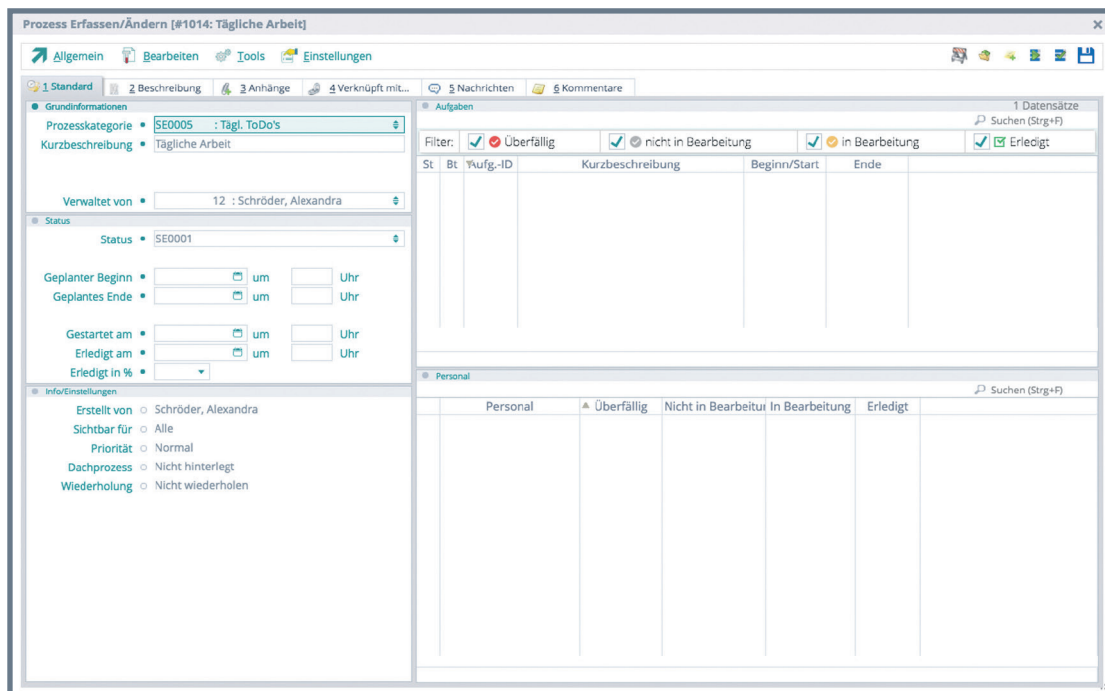 Prozess Erfassen/Ändern [#1014: Tägliche Arbeit]
Allgemein Bearbeiten Tools Einstellungen
1 Standard 2 Beschreibung 3 Anhänge 4 Verknüpft mit... 5 Nachrichten 6 Kommentare
Grundinformationen
Prozesskategorie SE0005 : Tägl. ToDo's
Kurzbeschreibung Tägliche Arbeit
Verwaltet von 12 : Schröder, Alexandra
Status
Status SE0001
Geplanter Beginn um Uhr
Geplantes Ende um Uhr
Gestartet am um Uhr
Erledigt am um Uhr
Erledigt in %
Info/Einstellungen
Erstellt von Schröder, Alexandra
Sichtbar für Alle
Priorität Normal
Dachprozess Nicht hinterlegt
Wiederholung Nicht wiederholen
Aufgaben 1 Datensätze
Suchen (Strg+F)
Filter: Überfällig nicht in Bearbeitung in Bearbeitung Erledigt
St Bt Aufg.-ID Kurzbeschreibung Beginn/Start Ende
Personal
Suchen (Strg+F)
Personal Überfällig Nicht in Bearbeitur In Bearbeitung Erledigt